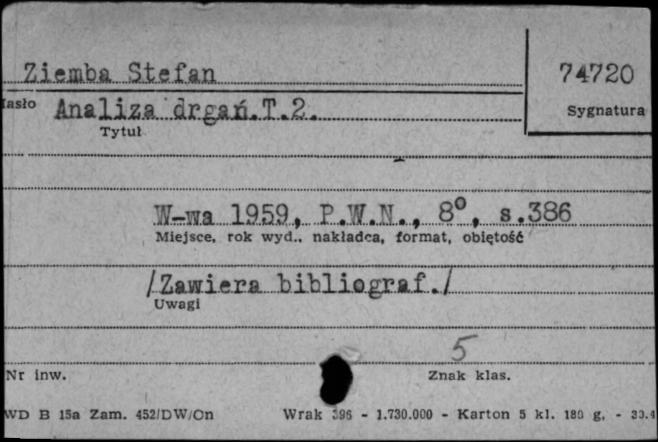 Ziemba Stefan
74720
Hasło Analiza drgań.T.2.
Sygnatura
Tytuł
W-wa 1959, P.W.N., 8°, s.386
Miejsce, rok wyd., nakładca, format, objętość
/Zawiera bibliograf./
Uwagi
5
Nr inw.
Znak klas.
WD B 15a Zam. 452/DW/On Wrak 396 - 1.730.000 - Karton 5 kl. 180 g, - 30.4